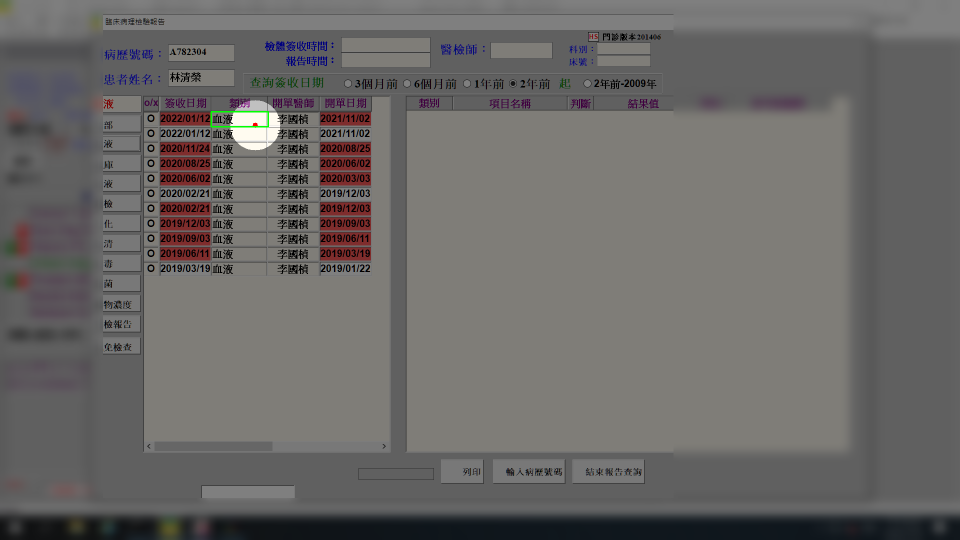 臨床病理檢驗報告
病歷號碼： A782304 檢體簽收時間： 醫檢師： HS 門診版本201406
報告時間： 科別：
床號：
患者姓名： 林清榮 查詢簽收日期 3個月前 6個月前 1年前 2年前 起 2年前-2009年
液 o/x 簽收日期 類別 開單醫師 開單日期 類別 項目名稱 判斷 結果值
O 2022/01/12 血液 李國楨 2021/11/02
部
O 2022/01/12 血液 李國楨 2021/11/02
液 O 2020/11/24 血液 李國楨 2020/08/25
庫 O 2020/08/25 血液 李國楨 2020/06/02
液 O 2020/06/02 血液 李國楨 2020/03/03
O 2020/02/21 血液 李國楨 2019/12/03
檢 O 2020/02/21 血液 李國楨 2019/12/03
化 O 2019/12/03 血液 李國楨 2019/09/03
清 O 2019/09/03 血液 李國楨 2019/06/11
毒 O 2019/06/11 血液 李國楨 2019/03/19
O 2019/03/19 血液 李國楨 2019/01/22
菌
物濃度
檢報告
免檢查
列印 輸入病歷號碼 結束報告查詢